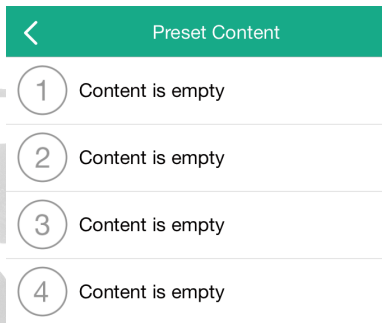 Preset Content
1 Content is empty
2 Content is empty
3 Content is empty
4 Content is empty